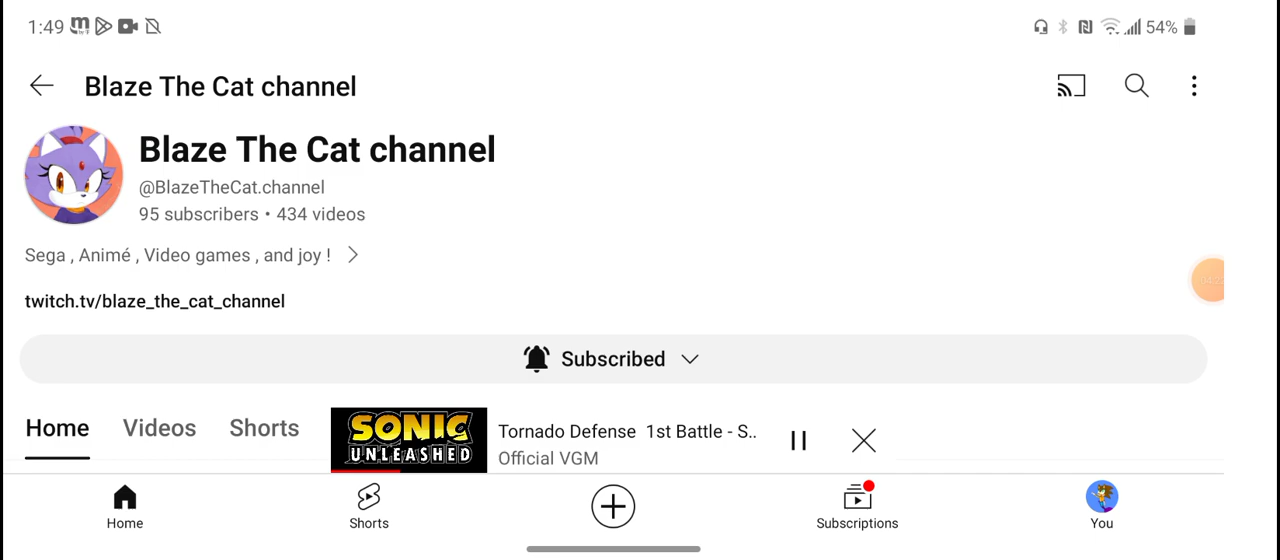 1:49 54%
Blaze The Cat channel
Blaze The Cat channel
@BlazeTheCat.channel
95 subscribers • 434 videos
Sega , Animé , Video games , and joy !
twitch.tv/blaze_the_cat_channel
Subscribed
Home Videos Shorts
SONIC
UNLEASHED
Tornado Defense 1st Battle - S..
Official VGM
Home Shorts Subscriptions You